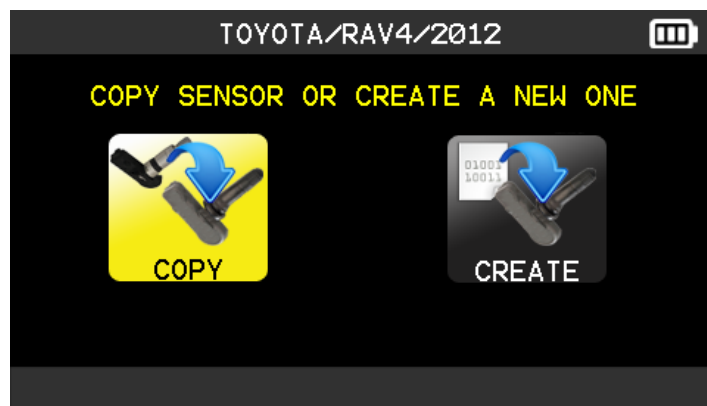 TOYOTA/RAV4/2012
COPY SENSOR OR CREATE A NEW ONE
01001
10011
COPY
CREATE